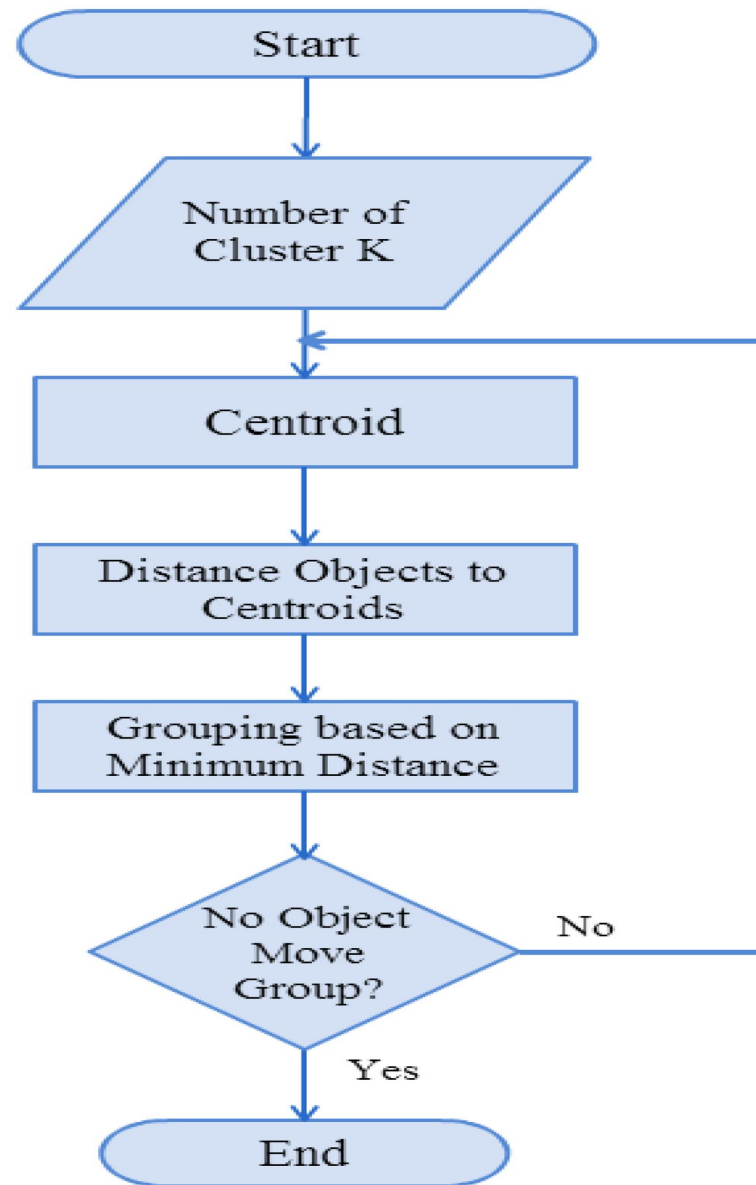 Start
Number of
Cluster K
Centroid
Distance Objects to
Centroids
Grouping based on
Minimum Distance
No Object
Move
Group?
No
Yes
End